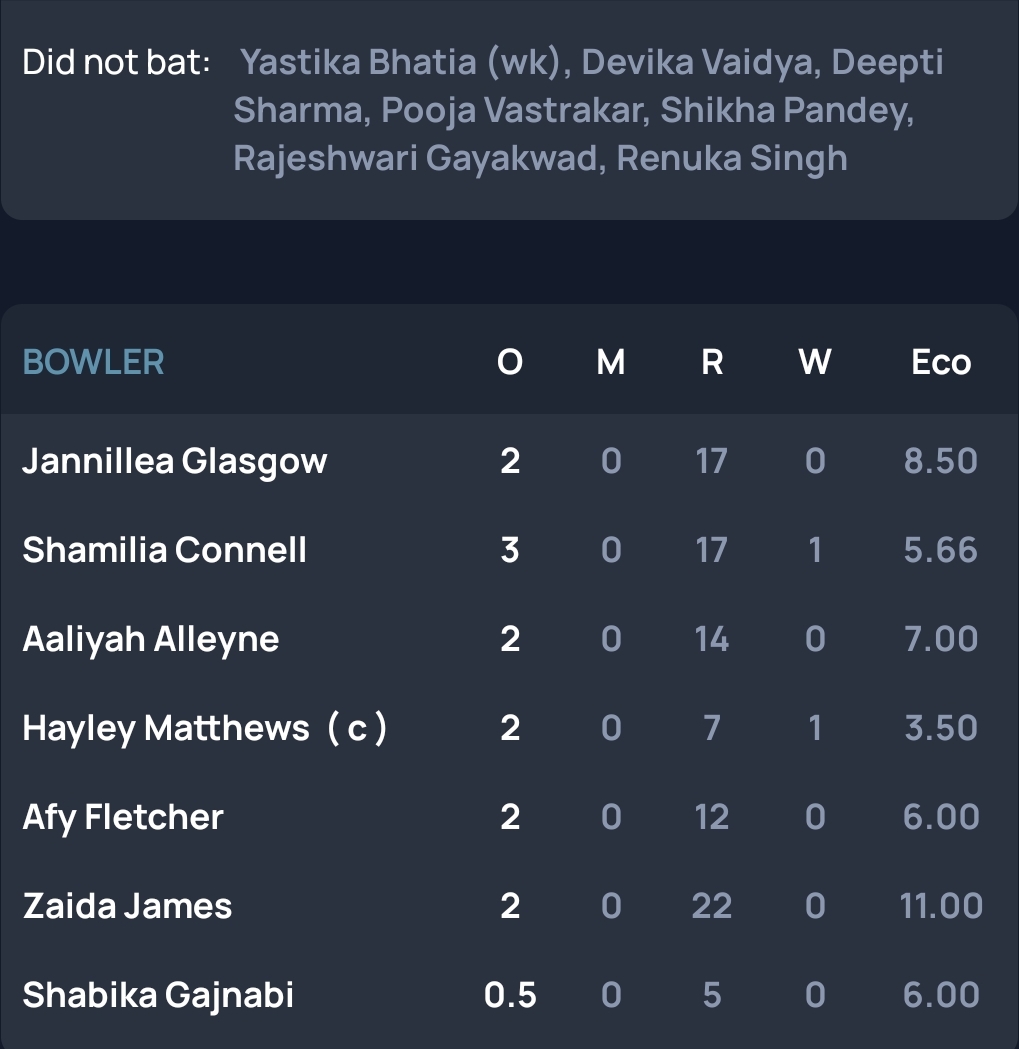 Did not bat: Yastika Bhatia (wk), Devika Vaidya, Deepti
Sharma, Pooja Vastrakar, Shikha Pandey,
Rajeshwari Gayakwad, Renuka Singh
BOWLER O M R W Eco
Jannillea Glasgow 2 0 17 0 8.50
Shamilia Connell 3 0 17 1 5.66
Aaliyah Alleyne 2 0 14 0 7.00
Hayley Matthews ( c ) 2 0 7 1 3.50
Afy Fletcher 2 0 12 0 6.00
Zaida James 2 0 22 0 11.00
Shabika Gajnabi 0.5 0 5 0 6.00